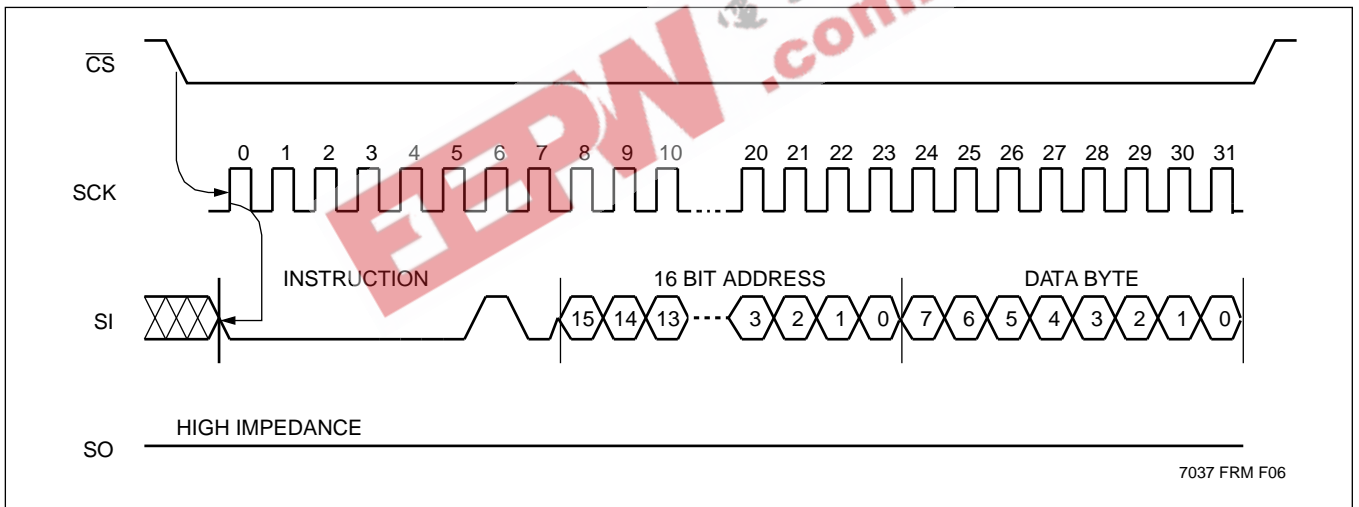 CS
0 1 2 3 4 5 6 7 8 9 10 20 21 22 23 24 25 26 27 28 29 30 31
SCK
INSTRUCTION 16 BIT ADDRESS DATA BYTE
SI 15 14 13 3 2 1 0 7 6 5 4 3 2 1 0
HIGH IMPEDANCE
SO
7037 FRM F06
EEPW .com